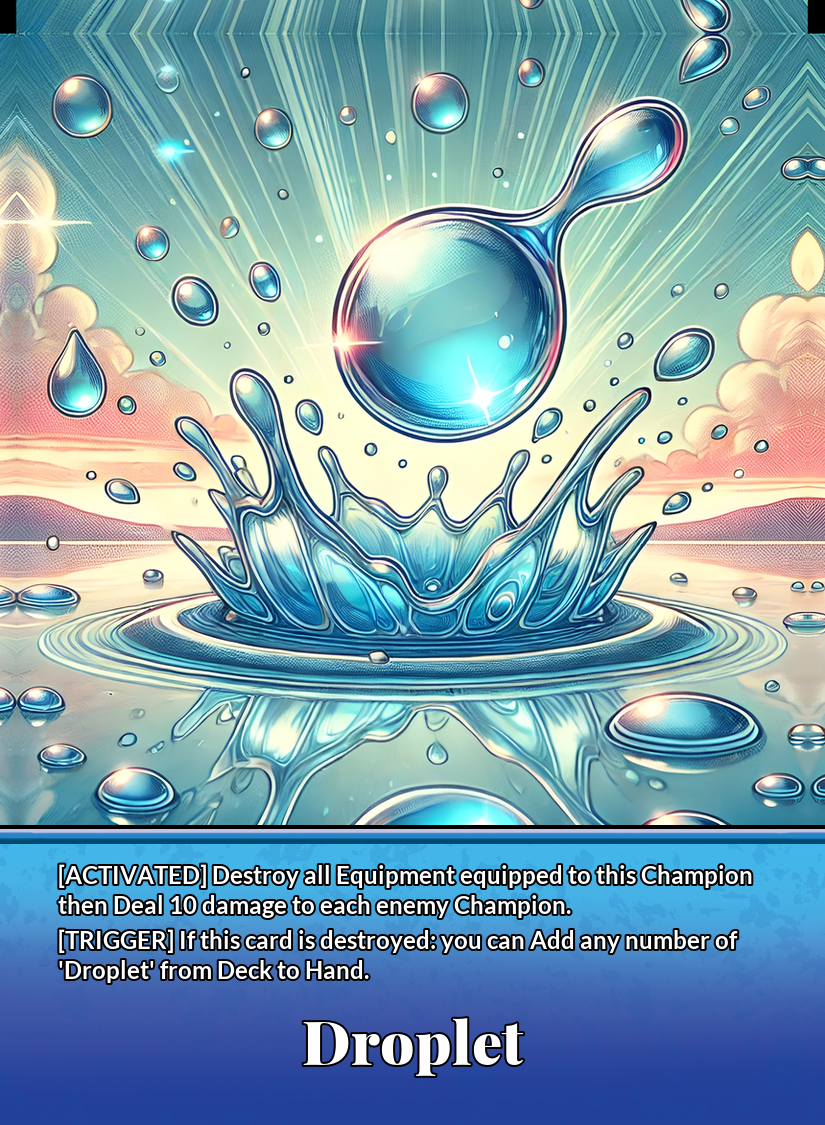 [ACTIVATED] Destroy all Equipment equipped to this Champion
then Deal 10 damage to each enemy Champion.
[TRIGGER] If this card is destroyed: you can Add any number of
'Droplet' from Deck to Hand.
Droplet